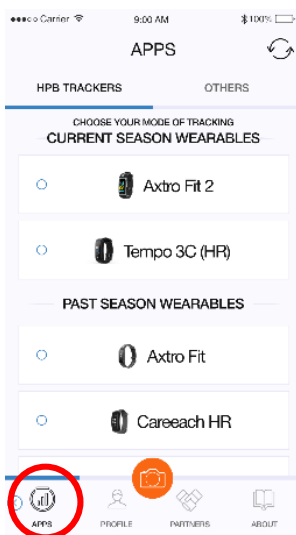 Carrier 9:00 AM 100%
APPS
HPB TRACKERS OTHERS
CHOOSE YOUR MODE OF TRACKING
CURRENT SEASON WEARABLES
Axtro Fit 2
Tempo 3C (HR)
PAST SEASON WEARABLES
Axtro Fit
Careeach HR
APPS PROFILE PARTNERS ABOUT